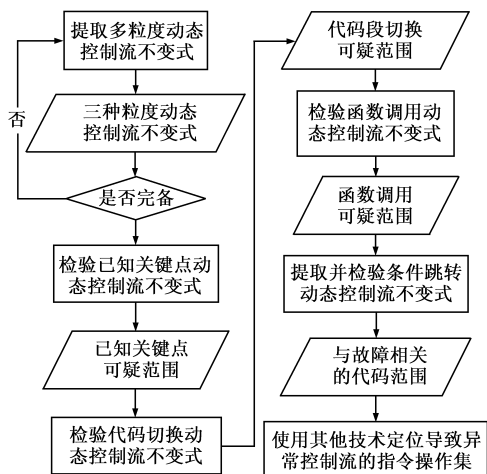 提取多粒度动态
控制流不变式
三种粒度动态
控制流不变式
否
是否完备
检验已知关键点动
态控制流不变式
已知关键点
可疑范围
检验代码切换动
态控制流不变式
代码段切换
可疑范围
检验函数调用动
态控制流不变式
函数调用
可疑范围
提取并检验条件跳转
动态控制流不变式
与故障相关
的代码范围
使用其他技术定位导致异
常控制流的指令操作集